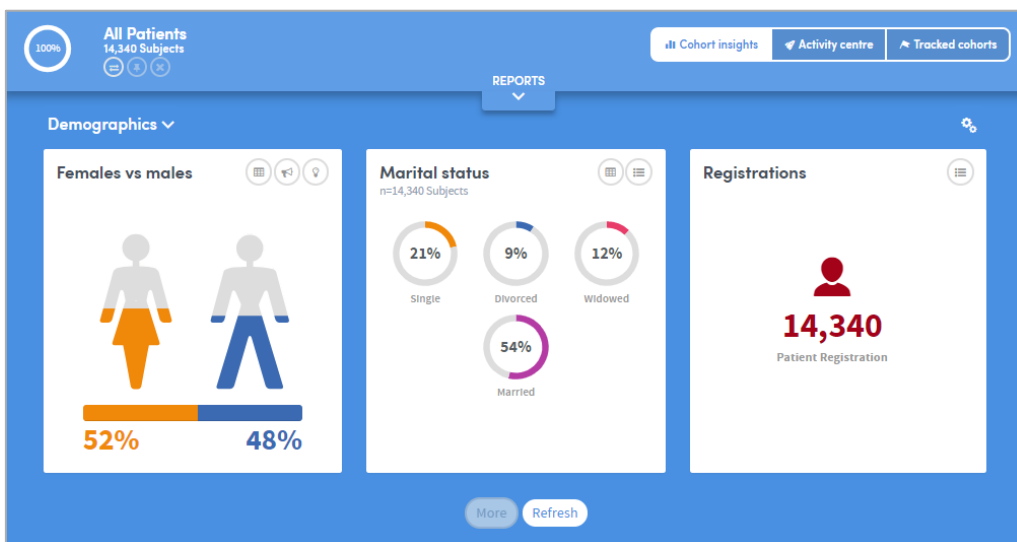 100%
All Patients
14,340 Subjects
Cohort insights
Activity centre
Tracked cohorts
REPORTS
Demographics
Females vs males
52%
48%
Marital status
n=14,340 Subjects
21%
Single
9%
Divorced
12%
Widowed
54%
Married
Registrations
14,340
Patient Registration
More
Refresh